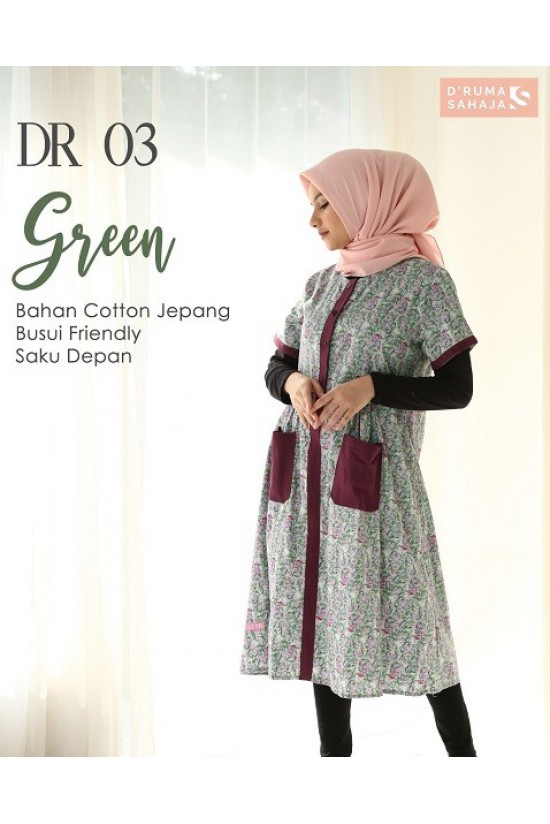 D'RUMA
SAHAJA
DR 03
Green
Bahan Cotton Jepang
Busui Friendly
Saku Depan